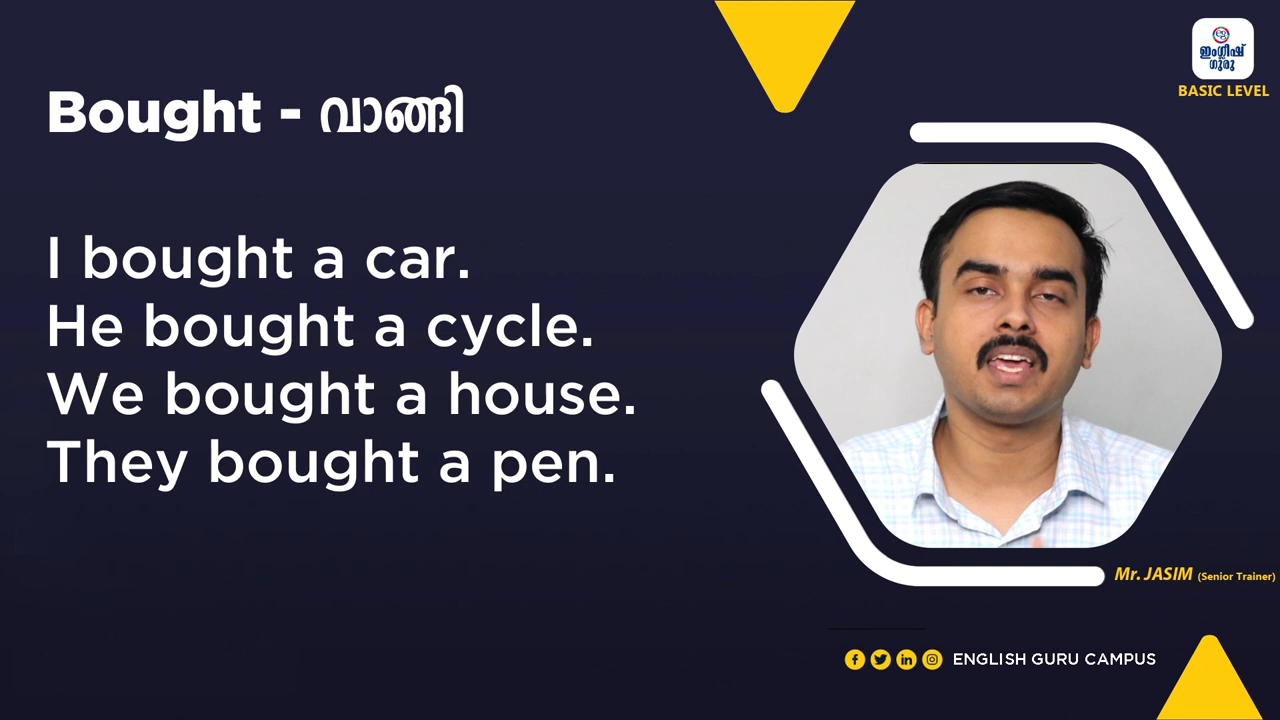 Bought - വാങ്ങി
I bought a car.
He bought a cycle.
We bought a house.
They bought a pen.
ഇംഗ്ലീഷ്
ഗുരു
BASIC LEVEL
Mr. JASIM (Senior Trainer)
ENGLISH GURU CAMPUS